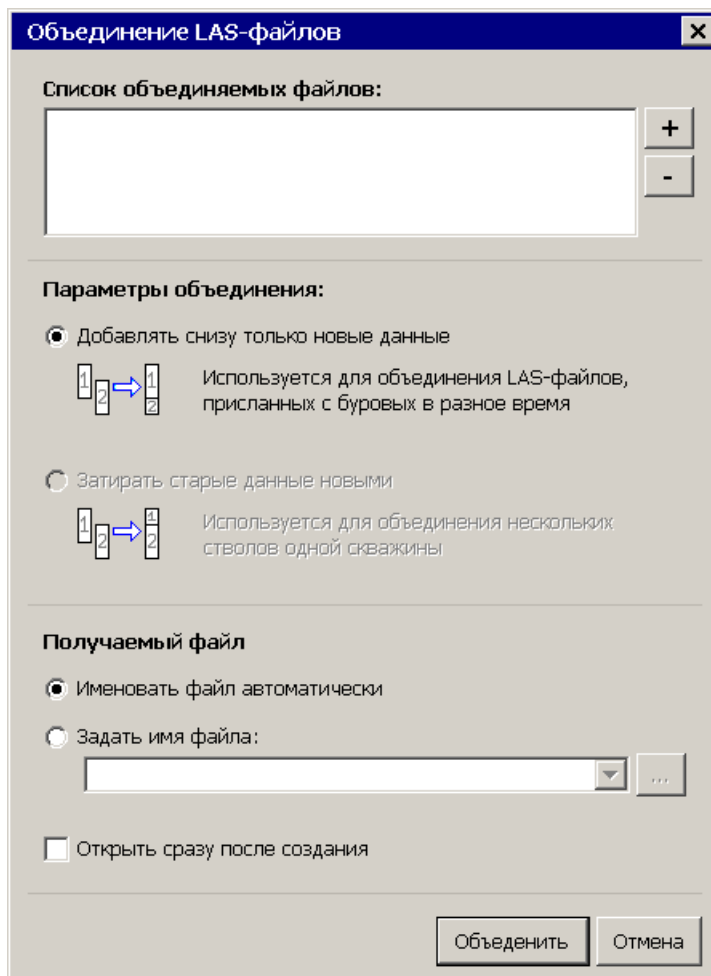 Объединение LAS-файлов
Список объединяемых файлов:
+
-
Параметры объединения:
Добавлять снизу только новые данные
1 2 1 2
Используется для объединения LAS-файлов,
присланных с буровых в разное время
Затирать старые данные новыми
1 2 1 2
Используется для объединения нескольких
стволов одной скважины
Получаемый файл
Именовать файл автоматически
Задать имя файла:
...
Открыть сразу после создания
Объеденить Отмена